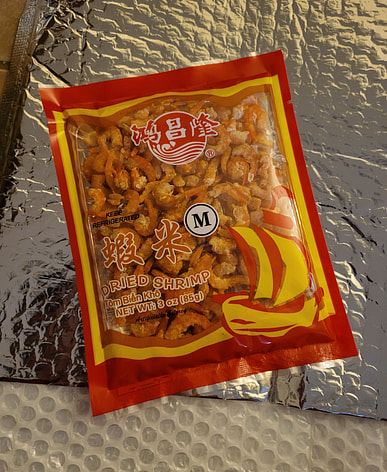 鴻昌隆
®
KEEP
REFRIGERATED
M
蝦米
DRIED SHRIMP
Tôm Biển Khô
NET WT: 3 oz (85g)